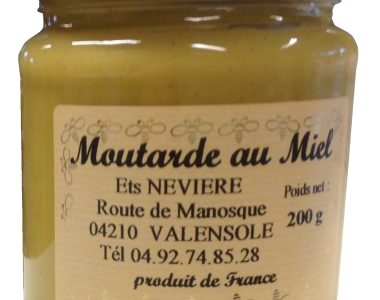 Moutarde au Miel
Ets NEVIERE
Poids net :
Route de Manosque
200 g
04210 VALENSOLE
Tél 04.92.74.85.28
produit de France